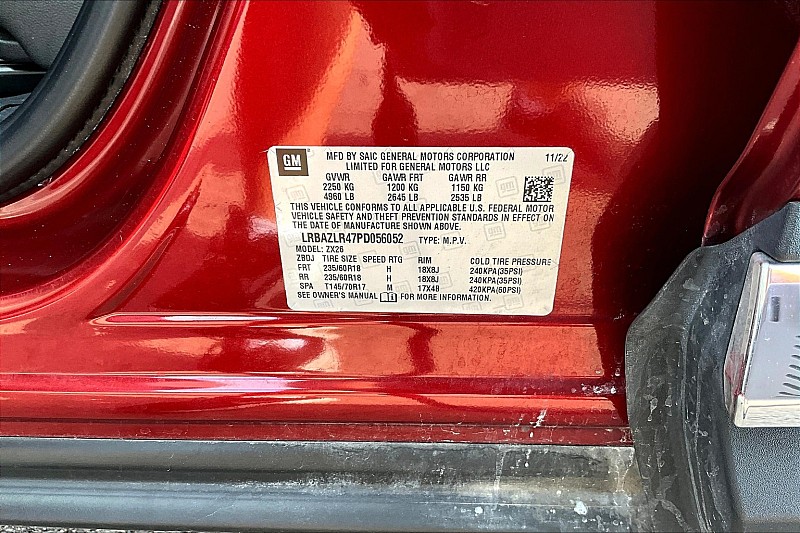 GM
MFD BY SAIC GENERAL MOTORS CORPORATION 11/22
LIMITED FOR GENERAL MOTORS LLC
GVWR GAWR FRT GAWR RR
2250 KG 1200 KG 1150 KG
4960 LB 2645 LB 2535 LB
THIS VEHICLE CONFORMS TO ALL APPLICABLE U.S. FEDERAL MOTOR
VEHICLE SAFETY AND THEFT PREVENTION STANDARDS IN EFFECT ON
THE DATE OF MANUFACTURE SHOWN ABOVE.
LRBAZLR47PD056052 TYPE: M.P.V.
MODEL: ZX26
ZBDJ TIRE SIZE SPEED RTG RIM COLD TIRE PRESSURE
FRT 235/60R18 H 18X8J 240KPA(35PSI)
RR 235/60R18 H 18X8J 240KPA(35PSI)
SPA T145/70R17 M 17X4B 420KPA(60PSI)
SEE OWNER'S MANUAL FOR MORE INFORMATION.